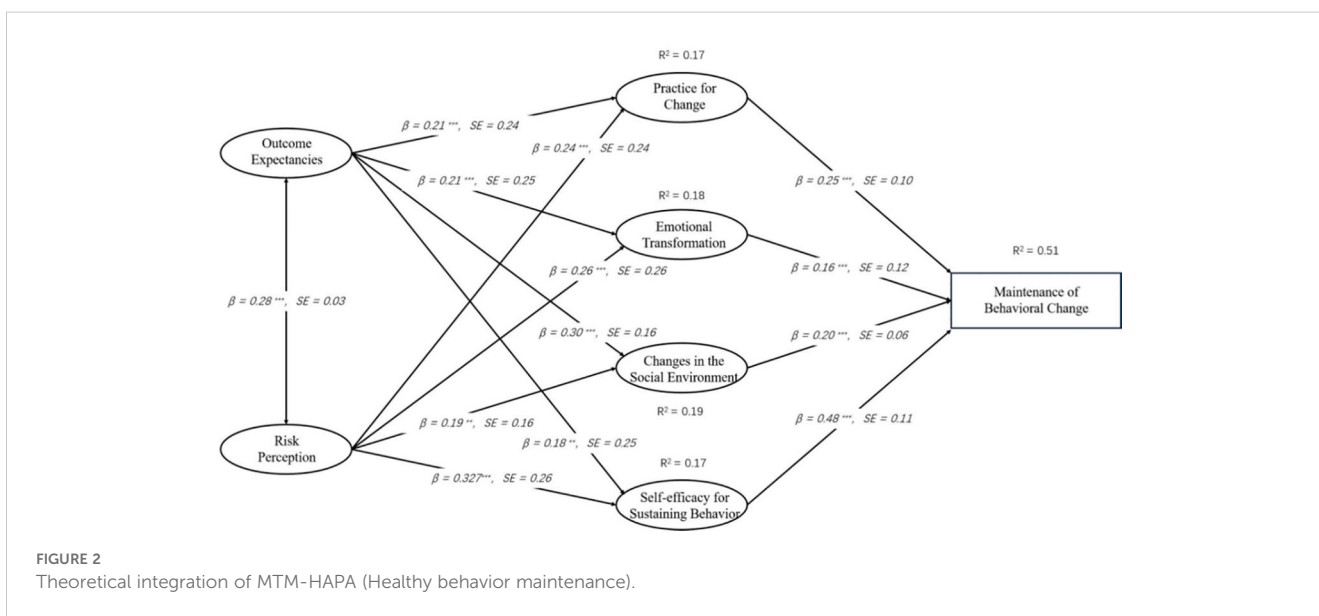 R² = 0.17
Practice for
Change
β = 0.21 ***, SE = 0.24
Outcome
Expectancies
β = 0.24 ***, SE = 0.24
β = 0.21 ***, SE = 0.25
β = 0.25 ***, SE = 0.10
R² = 0.18
Emotional
Transformation
R² = 0.51
β = 0.26 ***, SE = 0.26
β = 0.16 ***, SE = 0.12
β = 0.28 ***, SE = 0.03
Maintenance of
Behavioral Change
β = 0.30 ***, SE = 0.16
β = 0.20 ***, SE = 0.06
Changes in the
Social Environment
R² = 0.19
β = 0.19 **, SE = 0.16
β = 0.48 ***, SE = 0.11
Risk
Perception
β = 0.18 **, SE = 0.25
R² = 0.17
β = 0.327***, SE = 0.26
Self-efficacy for
Sustaining Behavior
FIGURE 2
Theoretical integration of MTM-HAPA (Healthy behavior maintenance).